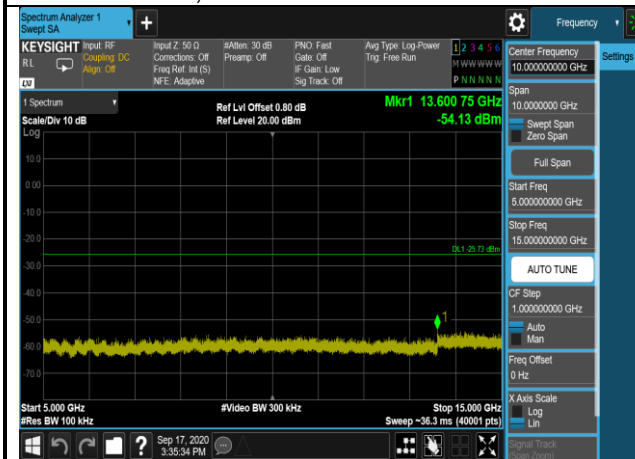 Spectrum Analyzer 1
Swept SA
Frequency
KEYSIGHT
RL
LXI
Input: RF
Coupling: DC
Align: Off
Input Z: 50 Ω
Corrections: Off
Freq Ref: Int (S)
NFE: Adaptive
#Atten: 30 dB
Preamp: Off
PNO: Fast
Gate: Off
IF Gain: Low
Sig Track: Off
Avg Type: Log-Power
Trig: Free Run
1 2 3 4 5 6
M W W W W W
P N N N N N
1 Spectrum
Scale/Div 10 dB
Log
Ref Lvl Offset 0.80 dB
Ref Level 20.00 dBm
Mkr1 13.600 75 GHz
-54.13 dBm
10.0
0.00
-10.0
-20.0
-30.0
-40.0
-50.0
-60.0
-70.0
DL1 -25.73 dBm
1
Start 5.000 GHz
#Res BW 100 kHz
#Video BW 300 kHz
Stop 15.000 GHz
Sweep ~36.3 ms (40001 pts)
Sep 17, 2020
3:35:34 PM
Center Frequency
10.000000000 GHz
Settings
Span
10.0000000 GHz
Swept Span
Zero Span
Full Span
Start Freq
5.000000000 GHz
Stop Freq
15.000000000 GHz
AUTO TUNE
CF Step
1.000000000 GHz
Auto
Man
Freq Offset
0 Hz
X Axis Scale
Log
Lin
Signal Track
(Span Zoom)